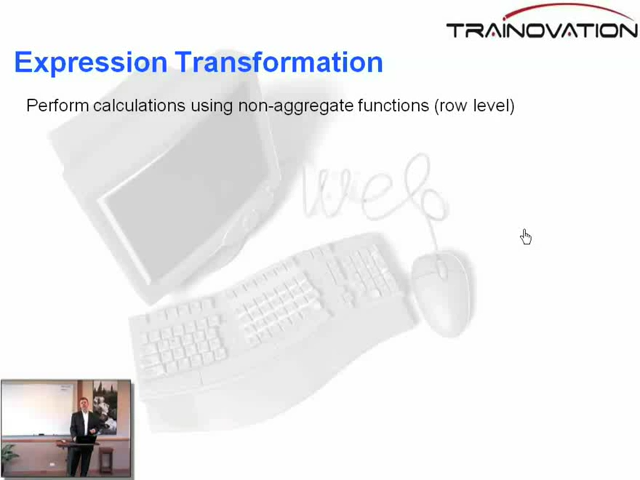 TRAINOVATION
Expression Transformation
Perform calculations using non-aggregate functions (row level)
web